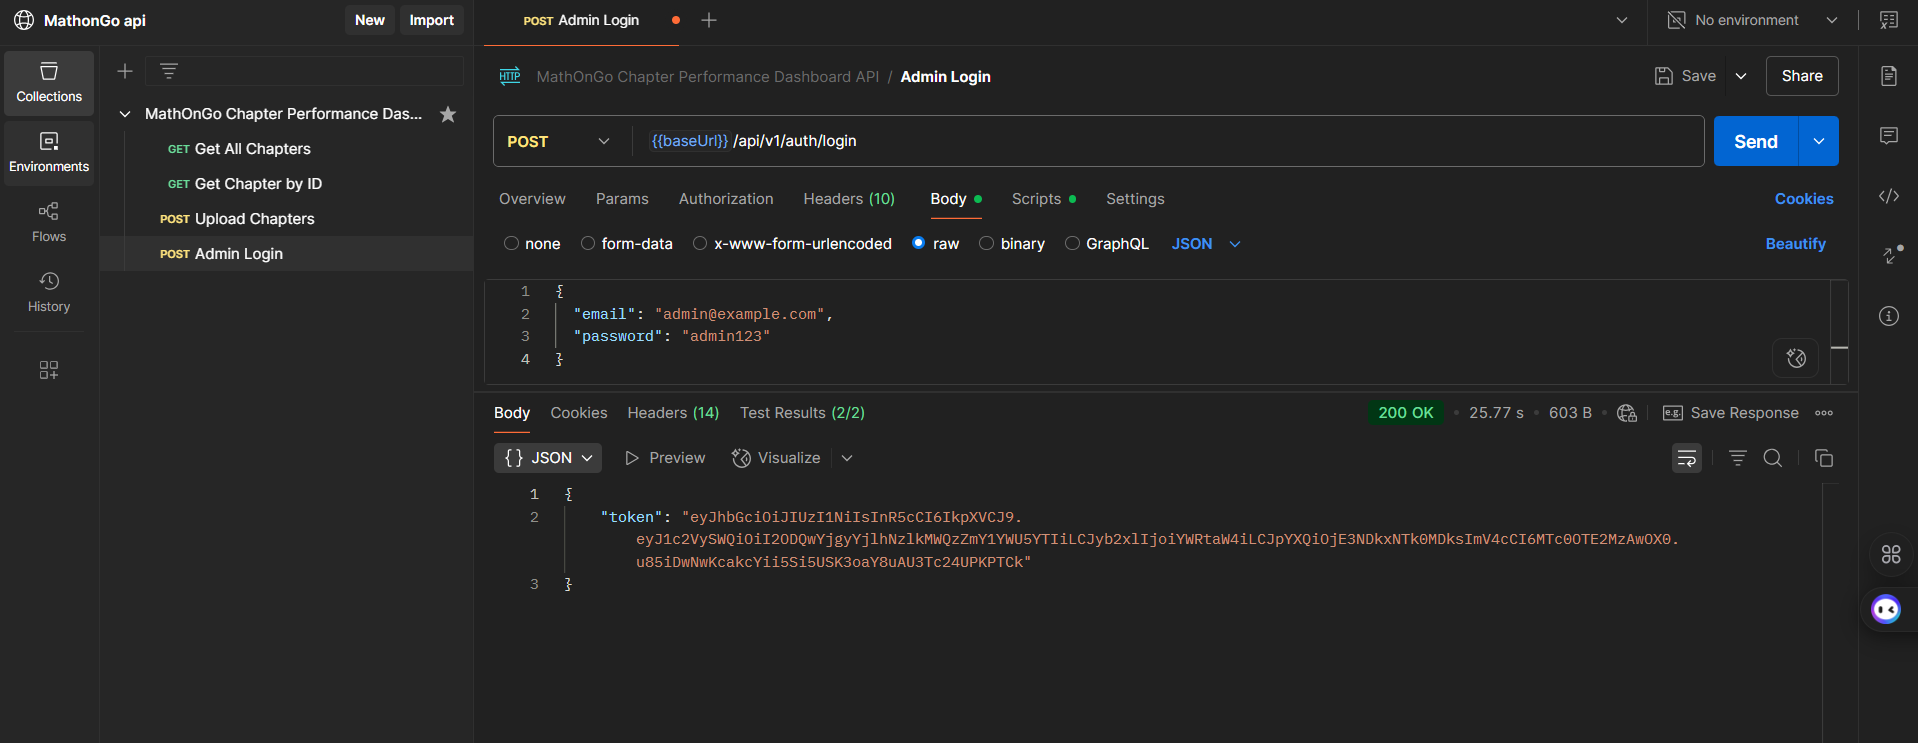 MathonGo api
New
Import
POST Admin Login
No environment
Collections
Environments
Flows
History
MathOnGo Chapter Performance Das...
GET Get All Chapters
GET Get Chapter by ID
POST Upload Chapters
POST Admin Login
HTTP MathOnGo Chapter Performance Dashboard API / Admin Login
Save
Share
POST
{{baseUrl}} /api/v1/auth/login
Send
Overview Params Authorization Headers (10) Body Scripts Settings
Cookies
none form-data x-www-form-urlencoded raw binary GraphQL JSON
Beautify
1 {
2 "email": "admin@example.com",
3 "password": "admin123"
4 }
Body Cookies Headers (14) Test Results (2/2)
200 OK • 25.77 s • 603 B • e.g. Save Response
{} JSON Preview Visualize
1 {
2 "token": "eyJhbGciOiJIUzI1NiIsInR5cCI6IkpXVCJ9.
eyJ1c2VySWQiOiI2ODQwYjgyYjlhNzlkMWQzZmY1YWU5YTIiLCJyb2xlIjoiYWRtaW4iLCJpYXQiOjE3NDkxNTk0MDksImV4cCI6MTc0OTE2MzAwOX0.
u85iDwNwKcakcYii5Si5USK3oaY8uAU3Tc24UPKPTCk"
3 }